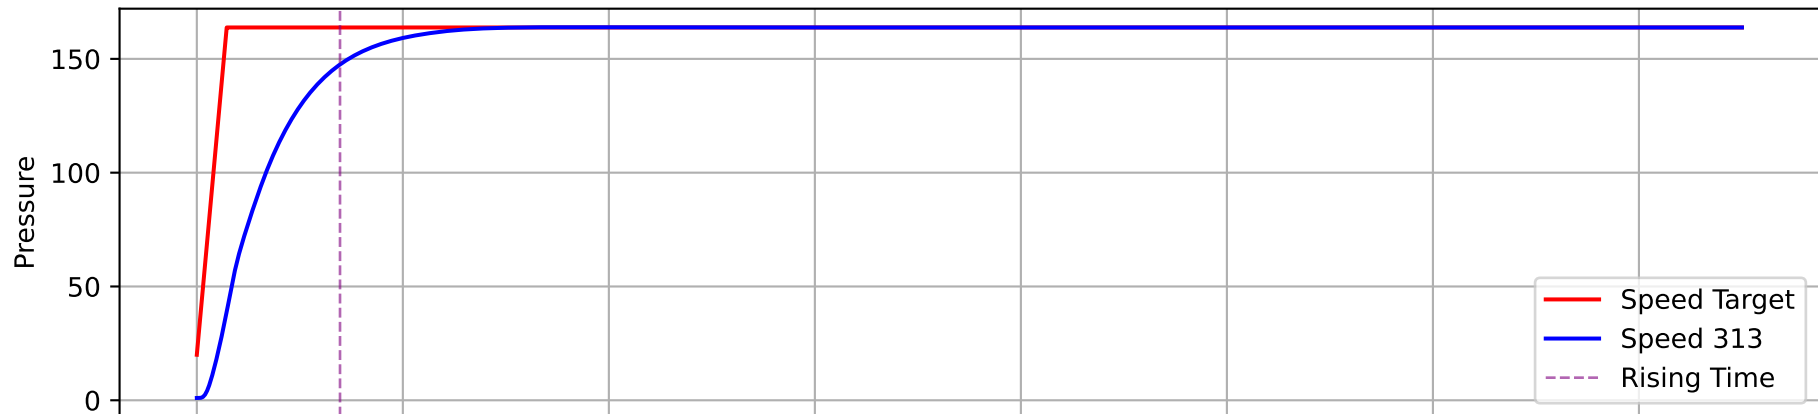 Pressure
150
100
50
0
Speed Target
Speed 313
Rising Time